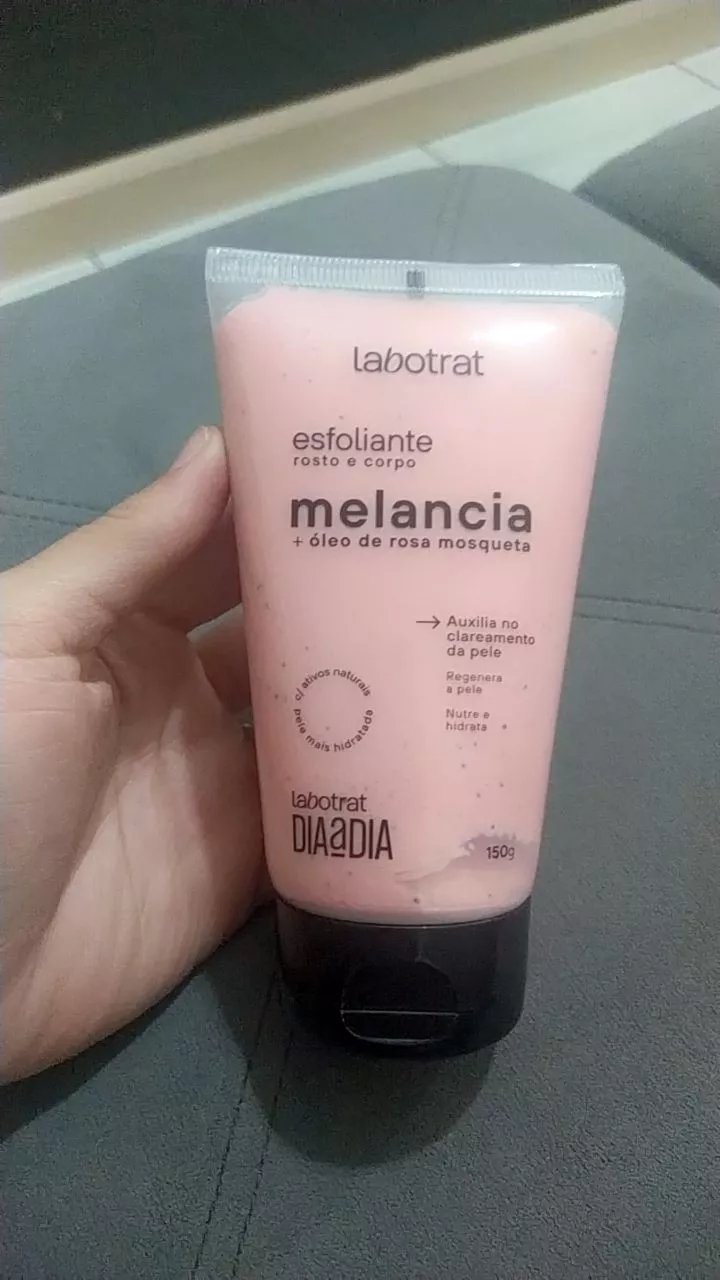 labotrat
esfoliante
rosto e corpo
melancia
+ óleo de rosa mosqueta
→ Auxilia no
clareamento
da pele
Regenera
a pele
Nutre e
hidrata
c/ ativos naturais
pele mais hidratada
labotrat
DIAaDIA
150g